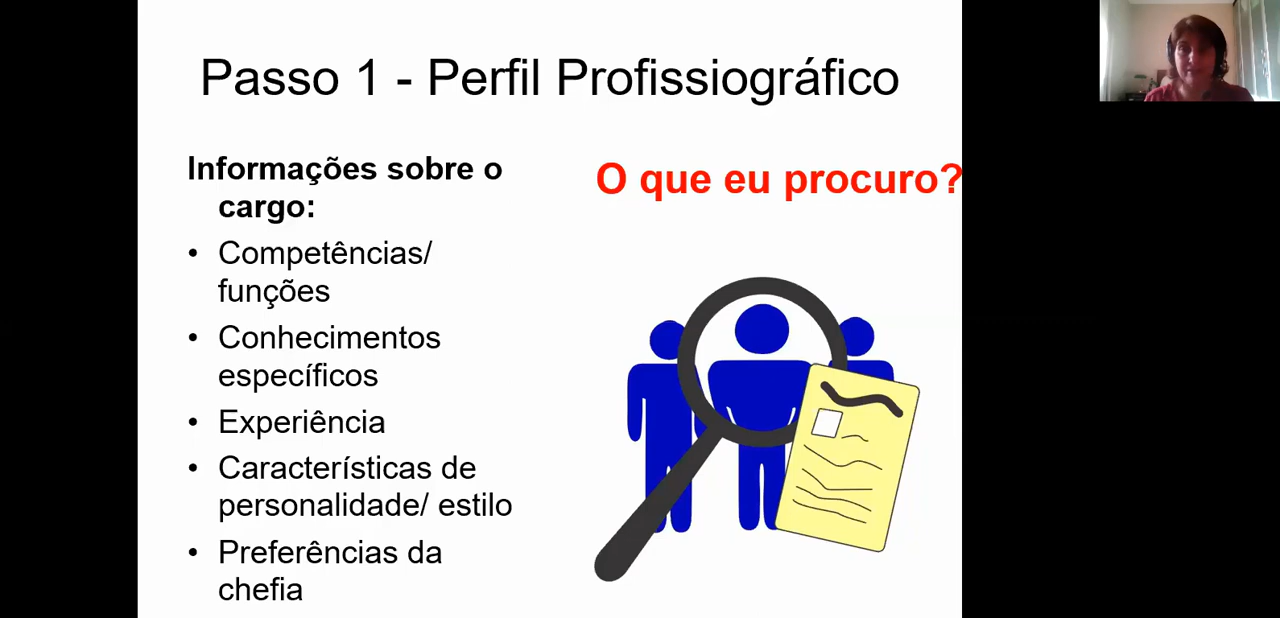 Passo 1 - Perfil Profissiográfico
Informações sobre o
cargo:
• Competências/
funções
• Conhecimentos
específicos
• Experiência
• Características de
personalidade/ estilo
• Preferências da
chefia
O que eu procuro?